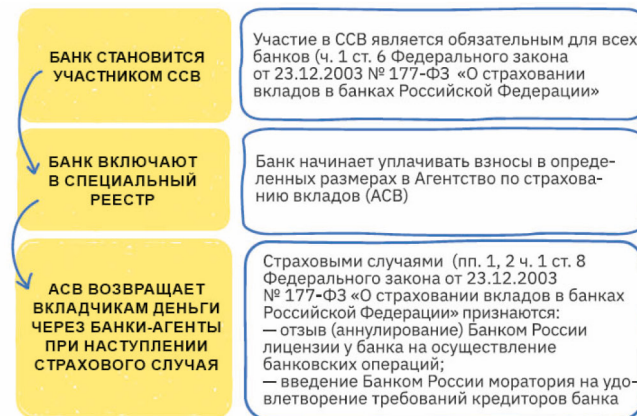 БАНК СТАНОВИТСЯ
УЧАСТНИКОМ ССВ
Участие в ССВ является обязательным для всех
банков (ч. 1 ст. 6 Федерального закона
от 23.12.2003 № 177-ФЗ «О страховании
вкладов в банках Российской Федерации»
БАНК ВКЛЮЧАЮТ
В СПЕЦИАЛЬНЫЙ
РЕЕСТР
Банк начинает уплачивать взносы в опреде-
ленных размерах в Агентство по страхова-
нию вкладов (АСВ)
АСВ ВОЗВРАЩАЕТ
ВКЛАДЧИКАМ ДЕНЬГИ
ЧЕРЕЗ БАНКИ-АГЕНТЫ
ПРИ НАСТУПЛЕНИИ
СТРАХОВОГО СЛУЧАЯ
Страховыми случаями (пп. 1, 2 ч. 1 ст. 8
Федерального закона от 23.12.2003
№ 177-ФЗ «О страховании вкладов в банках
Российской Федерации» признаются:
— отзыв (аннулирование) Банком России
лицензии у банка на осуществление
банковских операций;
— введение Банком России моратория на удо-
влетворение требований кредиторов банка